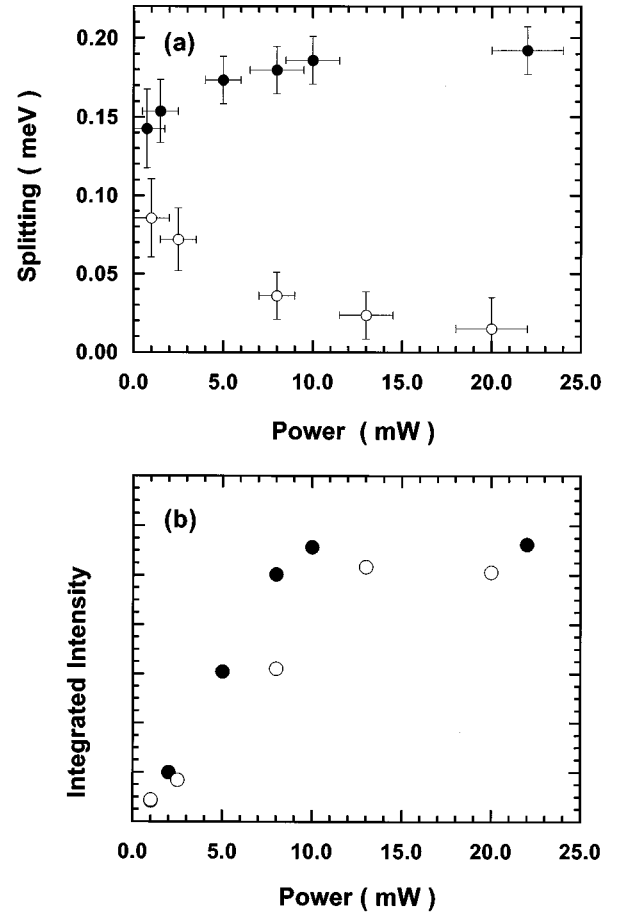 (a)
Splitting ( meV )
0.20
0.15
0.10
0.05
0.00
0.0 5.0 10.0 15.0 20.0 25.0
Power ( mW )
(b)
Integrated Intensity
0.0 5.0 10.0 15.0 20.0 25.0
Power ( mW )